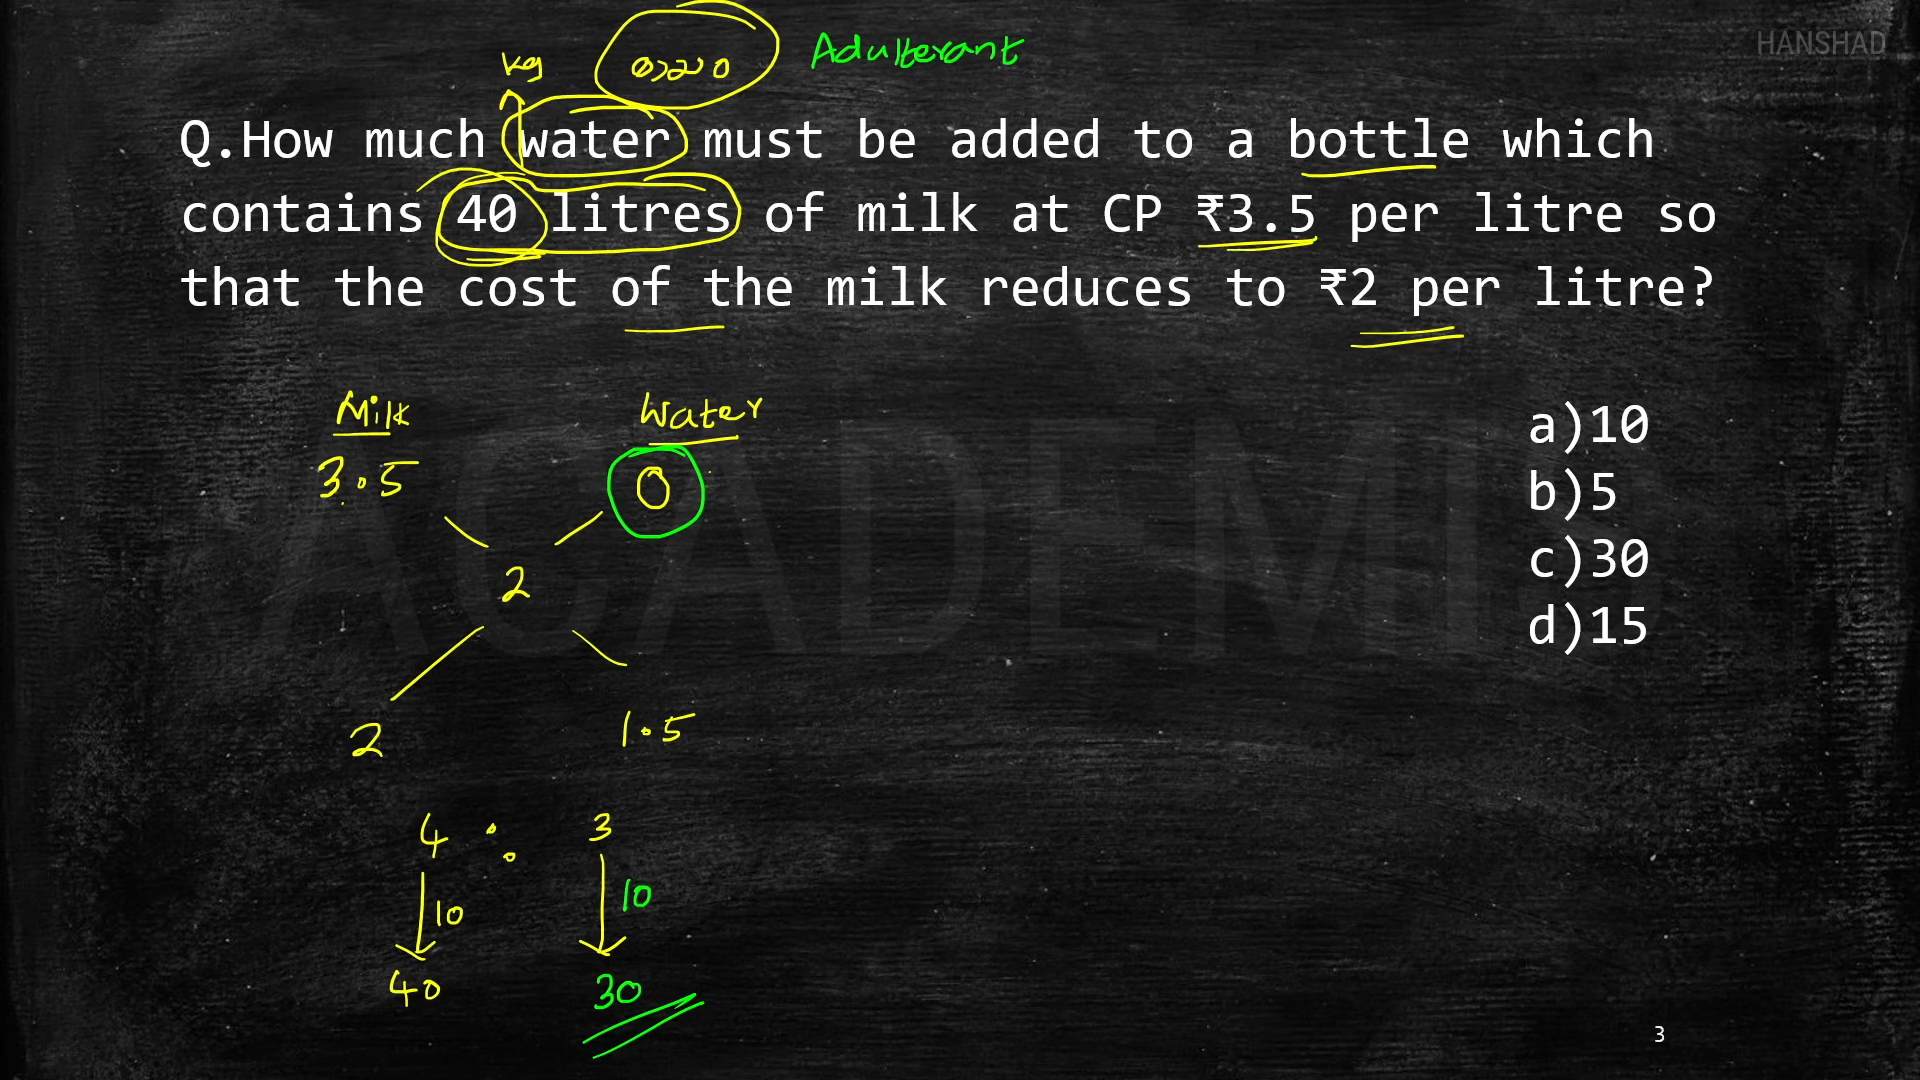 HANSHAD
kg
Adulterant
Q.How much water must be added to a bottle which
contains 40 litres of milk at CP ₹3.5 per litre so
that the cost of the milk reduces to ₹2 per litre?
Milk Water
3.5 0
2
2 1.5
4 : 3
10 10
40 30
a)10
b)5
c)30
d)15
ACADEMIC
3